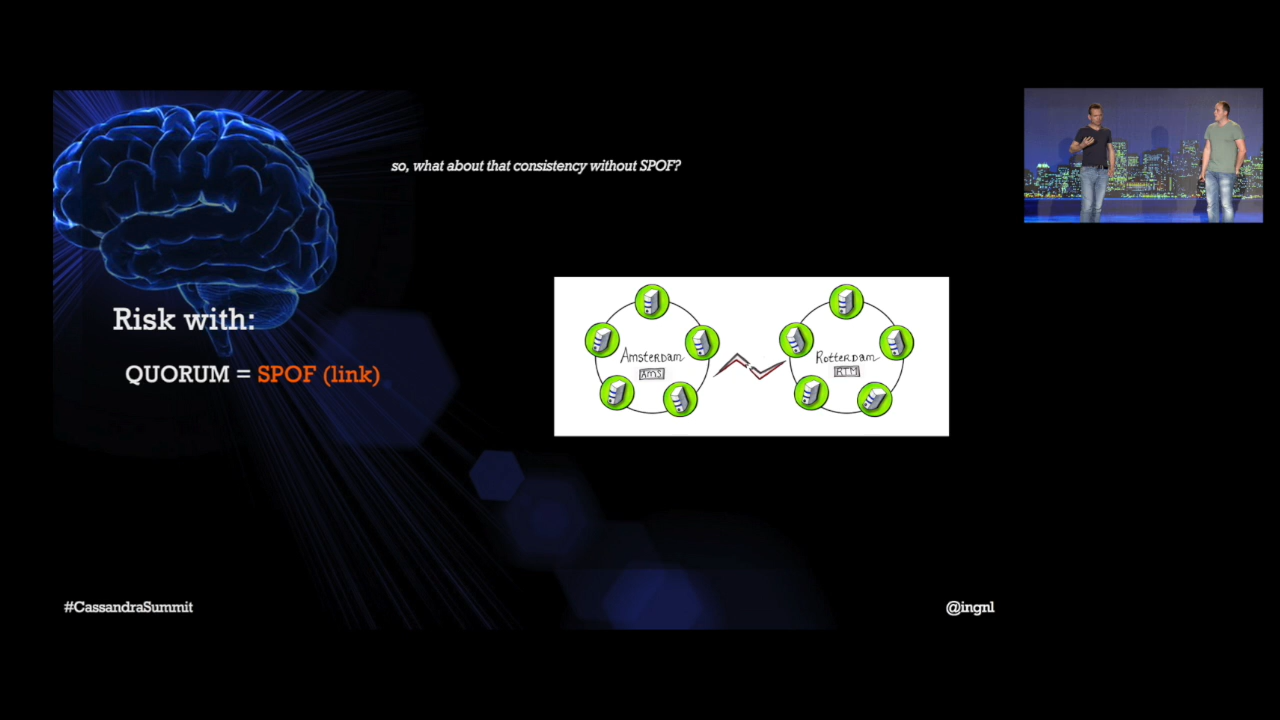 so, what about that consistency without SPOF?
Risk with:
QUORUM = SPOF (link)
Amsterdam
AMS
Rotterdam
RTM
#CassandraSummit
@ingnl